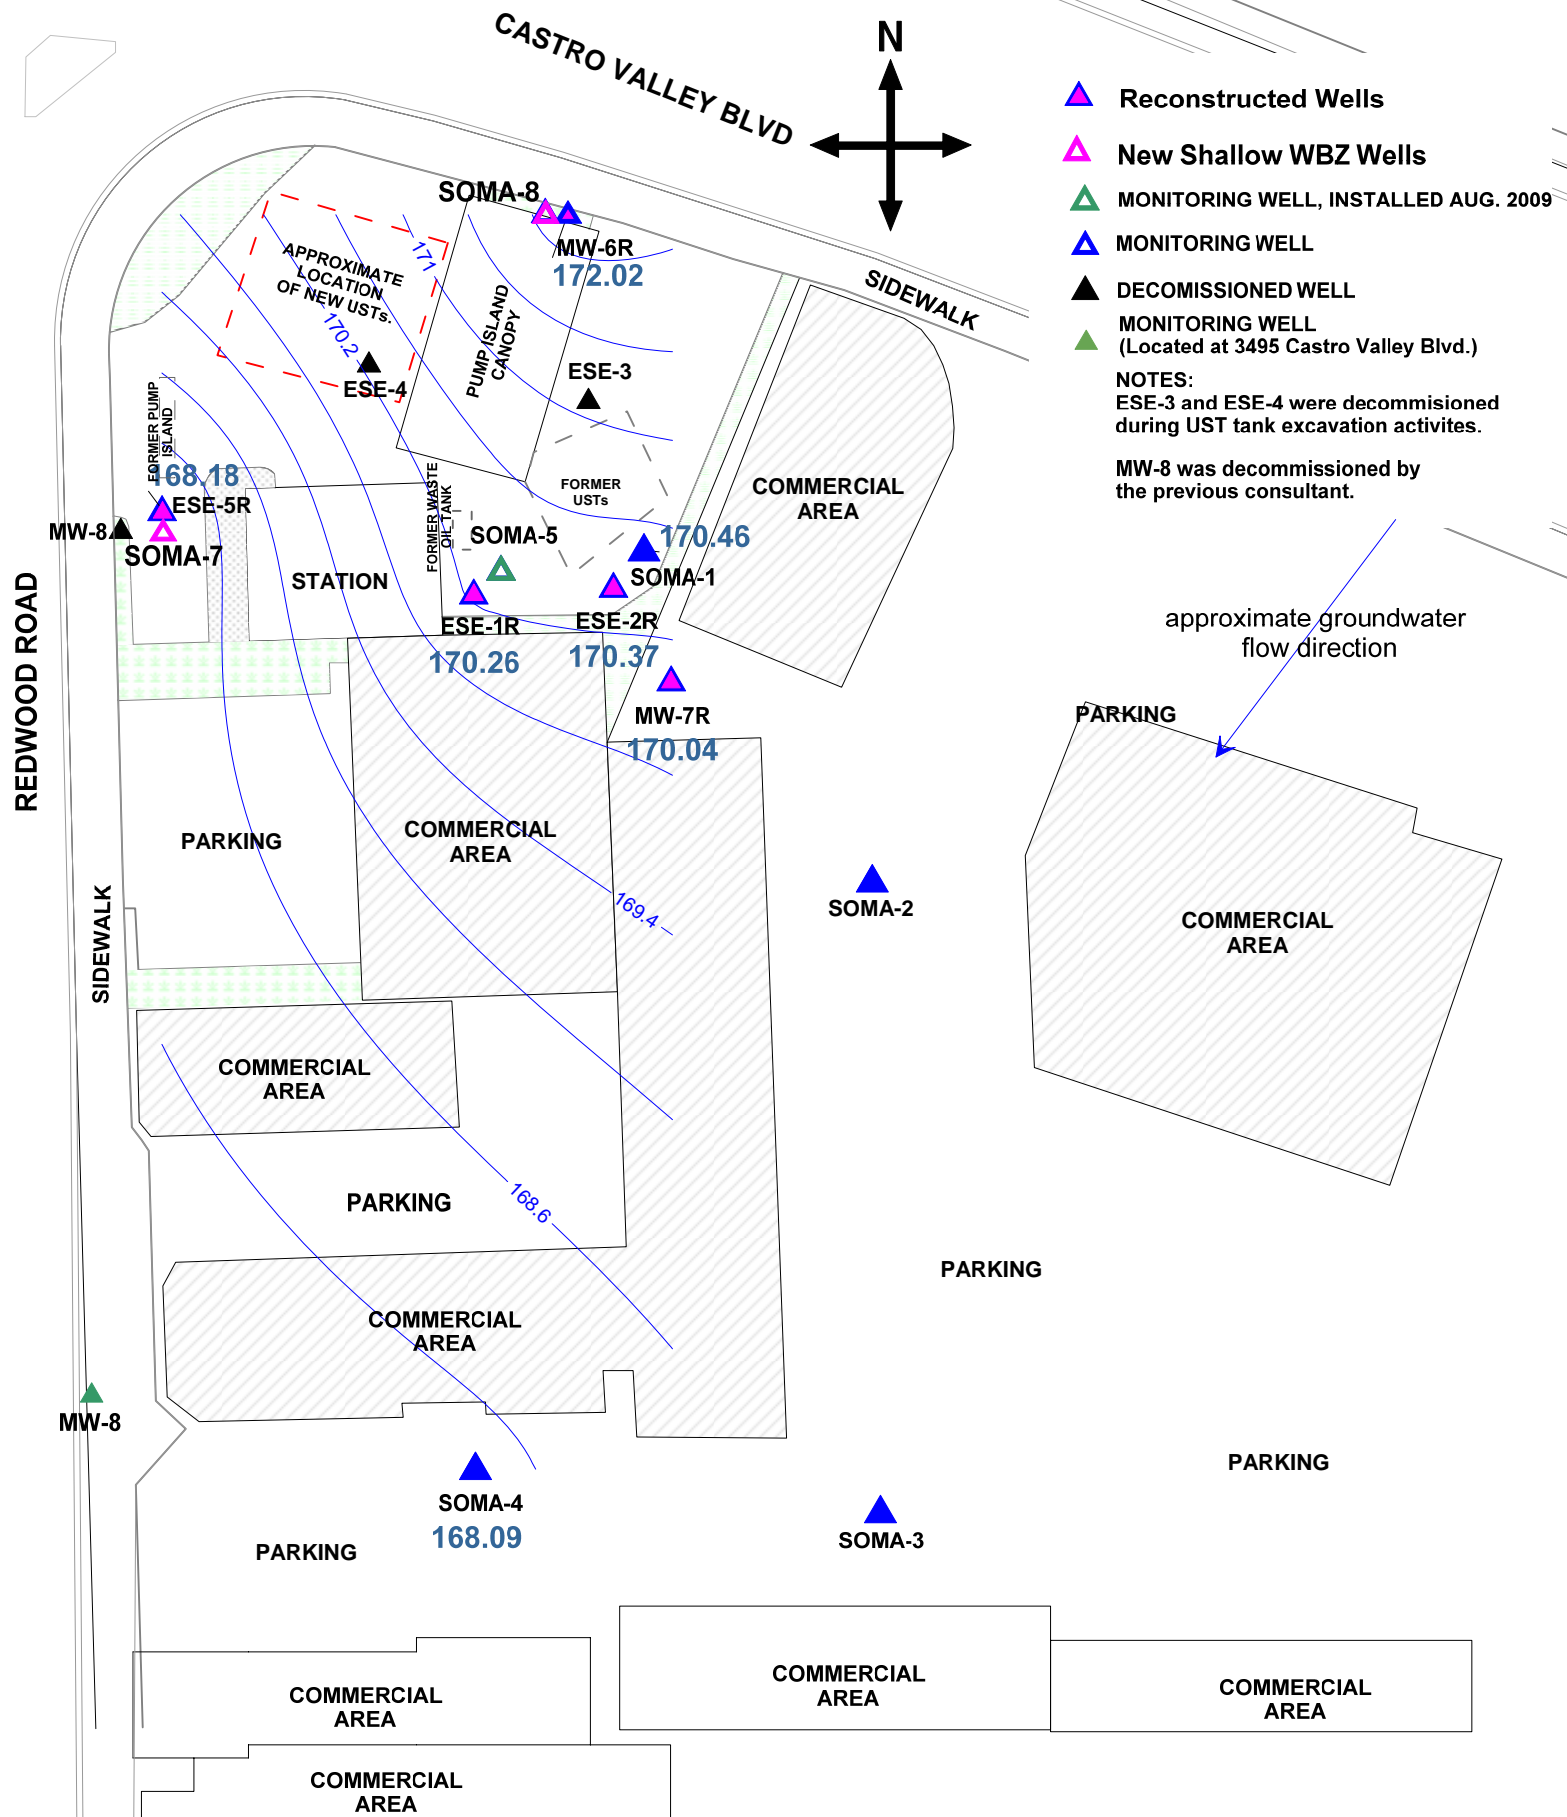 CASTRO VALLEY BLVD
N
Reconstructed Wells
New Shallow WBZ Wells
MONITORING WELL, INSTALLED AUG. 2009
MONITORING WELL
DECOMISSIONED WELL
MONITORING WELL
(Located at 3495 Castro Valley Blvd.)
NOTES:
ESE-3 and ESE-4 were decommisioned
during UST tank excavation activites.
MW-8 was decommissioned by
the previous consultant.
SOMA-8
MW-6R
172.02
SIDEWALK
171
APPROXIMATE
LOCATION
OF NEW USTs.
170.2
PUMP ISLAND
CANOPY
ESE-3
ESE-4
FORMER PUMP
ISLAND
168.18
ESE-5R
MW-8
SOMA-7
FORMER WASTE
OIL TANK
FORMER
USTs
COMMERCIAL
AREA
SOMA-5
170.46
SOMA-1
STATION
ESE-1R
170.26
ESE-2R
170.37
MW-7R
170.04
approximate groundwater
flow direction
PARKING
REDWOOD ROAD
PARKING
COMMERCIAL
AREA
169.4
SOMA-2
COMMERCIAL
AREA
SIDEWALK
COMMERCIAL
AREA
PARKING
168.6
PARKING
COMMERCIAL
AREA
MW-8
SOMA-4
168.09
PARKING
SOMA-3
PARKING
COMMERCIAL
AREA
COMMERCIAL
AREA
COMMERCIAL
AREA
COMMERCIAL
AREA